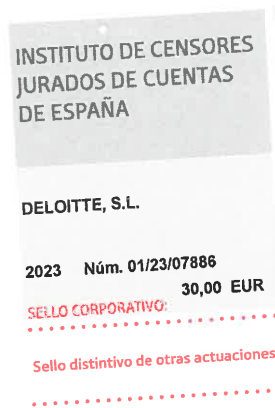 INSTITUTO DE CENSORES
JURADOS DE CUENTAS
DE ESPAÑA
DELOITTE, S.L.
2023 Núm. 01/23/07886
30,00 EUR
SELLO CORPORATIVO:
Sello distintivo de otras actuaciones